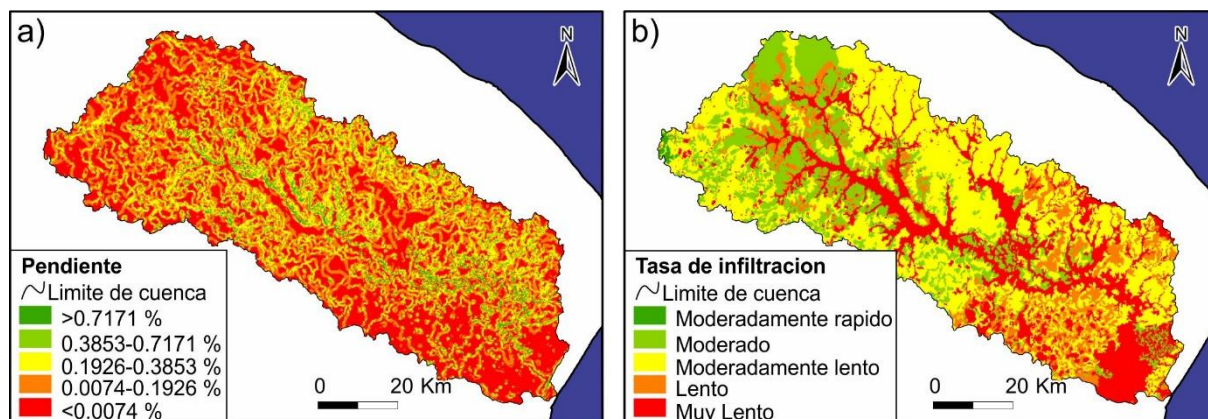 a)
N
Pendiente
Limite de cuenca
>0.7171 %
0.3853-0.7171 %
0.1926-0.3853 %
0.0074-0.1926 %
<0.0074 %
0 20 Km
b)
N
Tasa de infiltracion
Limite de cuenca
Moderadamente rapido
Moderado
Moderadamente lento
Lento
Muy Lento
0 20 Km